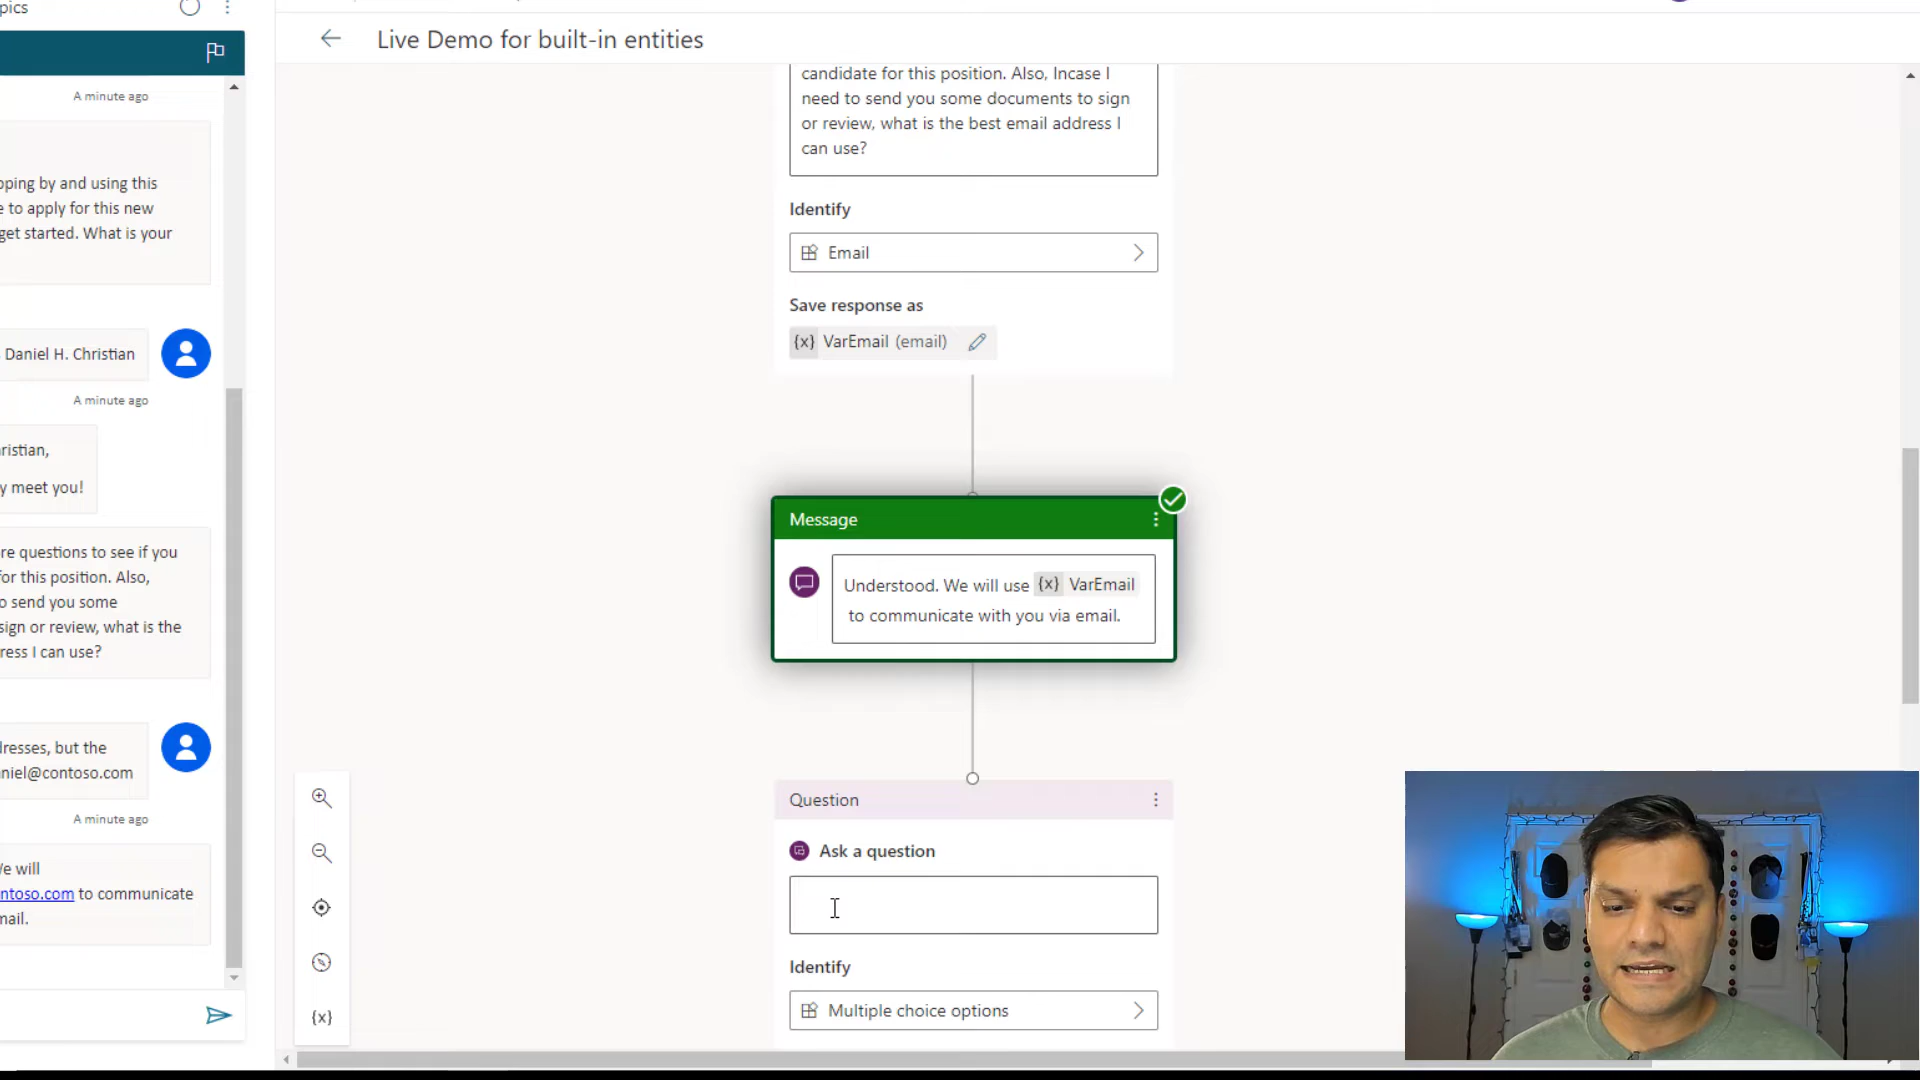 pics
Live Demo for built-in entities
A minute ago
oping by and using this
e to apply for this new
get started. What is your
Daniel H. Christian
A minute ago
ristian,
y meet you!
re questions to see if you
for this position. Also,
o send you some
sign or review, what is the
ress I can use?
dresses, but the
niel@contoso.com
A minute ago
We will
ntoso.com to communicate
mail.
candidate for this position. Also, Incase I
need to send you some documents to sign
or review, what is the best email address I
can use?
Identify
Email
Save response as
{x} VarEmail (email)
Message
Understood. We will use {x} VarEmail
to communicate with you via email.
Question
Ask a question
Identify
Multiple choice options
{x}